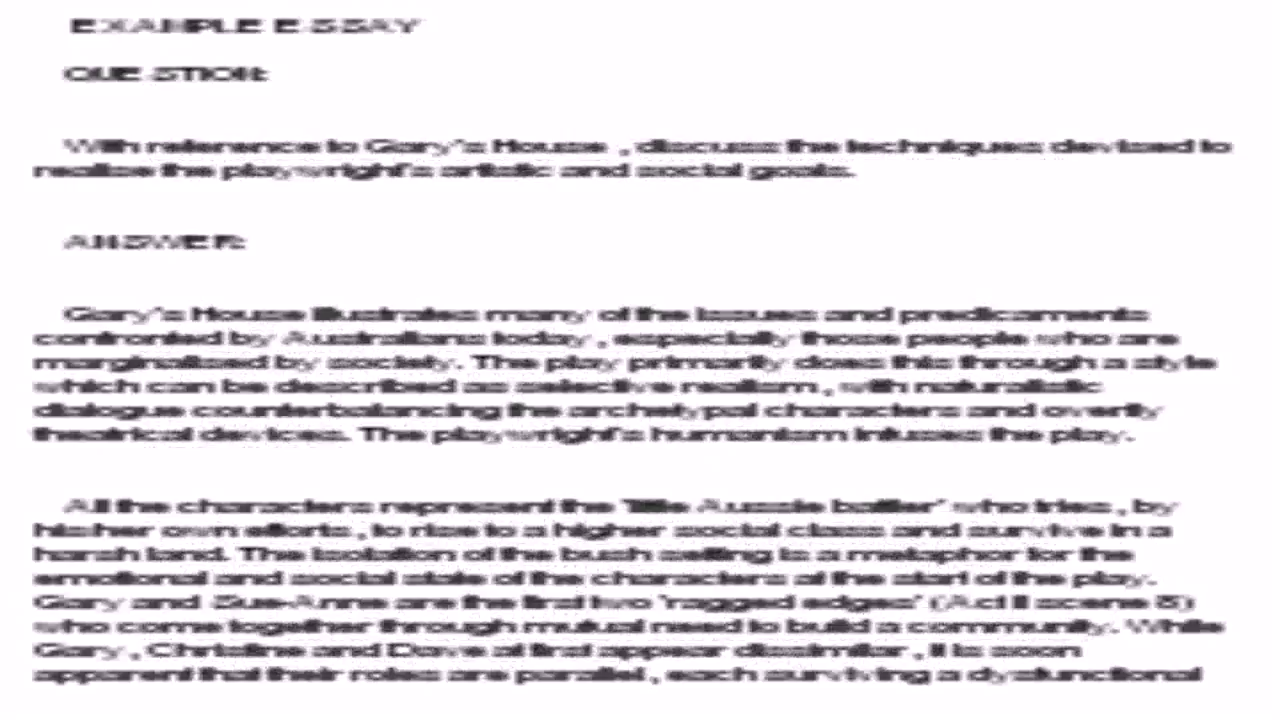 EXAMPLE ESSAY
QUESTION:
With reference to Gary's House , discuss the techniques devised to
realize the playwright's artistic and social goals.
ANSWER:
Gary's House illustrates many of the issues and predicaments
confronted by Australians today , especially those people who are
marginalised by society. The play primarily does this through a style
which can be described as selective realism , with naturalistic
dialogue counterbalancing the archetypal characters and overtly
theatrical devices. The playwright's humanism infuses the play.
All the characters represent the 'little Aussie battler' who tries , by
his/her own efforts , to rise to a higher social class and survive in a
harsh land. The isolation of the bush setting is a metaphor for the
emotional and social state of the characters at the start of the play.
Gary and Sue-Anne are the first two 'ragged edges' (Act II scene
who come together through mutual need to build a community. While
Gary , Christine and Dave at first appear dissimilar , it is soon
apparent that their roles are parallel , each surviving a dysfunctional